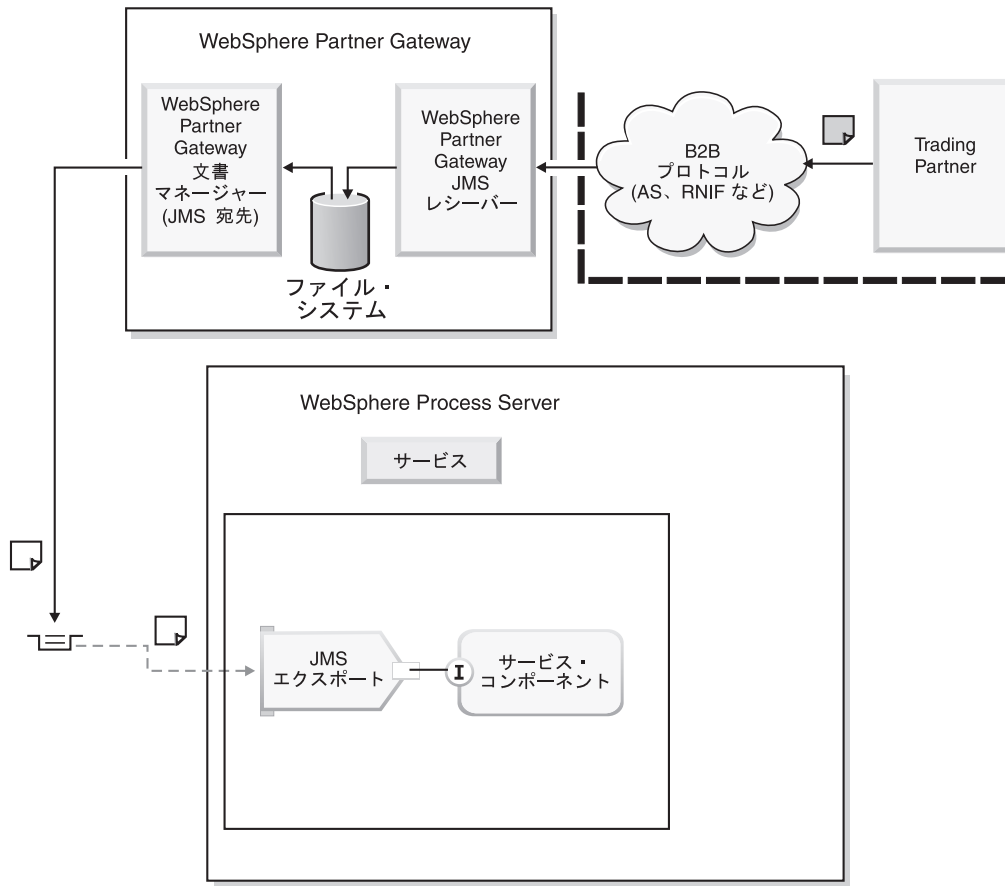 WebSphere Partner Gateway
WebSphere
Partner
Gateway
文書
マネージャー
(JMS 宛先)
ファイル・
システム
WebSphere
Partner
Gateway
JMS
レシーバー
B2B
プロトコル
(AS、RNIF など)
Trading
Partner
WebSphere Process Server
サービス
JMS
エクスポート
I
サービス・
コンポーネント